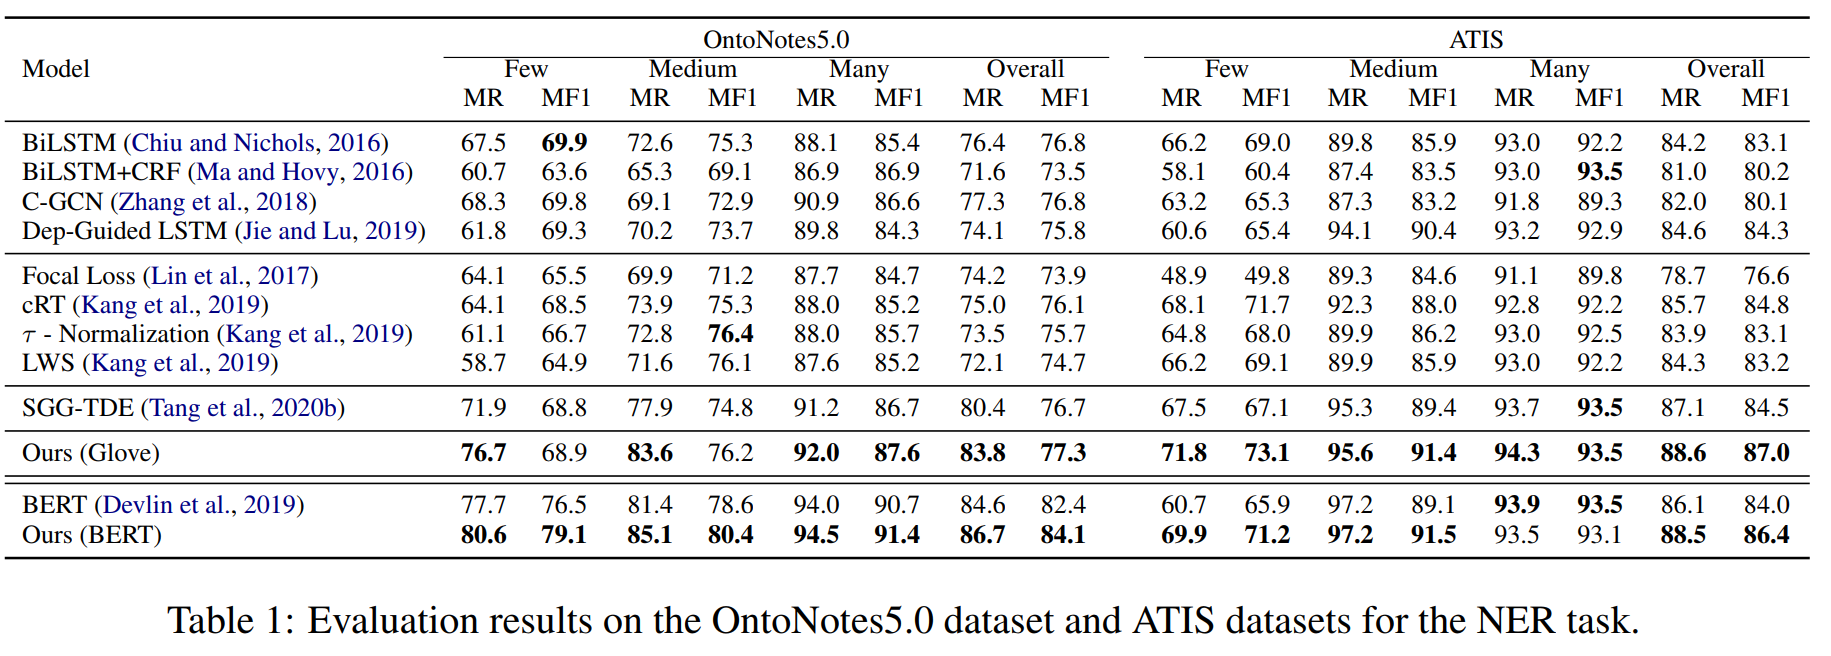 OntoNotes5.0 ATIS
Model Few Medium Many Overall Few Medium Many Overall
MR MF1 MR MF1 MR MF1 MR MF1 MR MF1 MR MF1 MR MF1 MR MF1
BiLSTM (Chiu and Nichols, 2016) 67.5 69.9 72.6 75.3 88.1 85.4 76.4 76.8 66.2 69.0 89.8 85.9 93.0 92.2 84.2 83.1
BiLSTM+CRF (Ma and Hovy, 2016) 60.7 63.6 65.3 69.1 86.9 86.9 71.6 73.5 58.1 60.4 87.4 83.5 93.0 93.5 81.0 80.2
C-GCN (Zhang et al., 2018) 68.3 69.8 69.1 72.9 90.9 86.6 77.3 76.8 63.2 65.3 87.3 83.2 91.8 89.3 82.0 80.1
Dep-Guided LSTM (Jie and Lu, 2019) 61.8 69.3 70.2 73.7 89.8 84.3 74.1 75.8 60.6 65.4 94.1 90.4 93.2 92.9 84.6 84.3
Focal Loss (Lin et al., 2017) 64.1 65.5 69.9 71.2 87.7 84.7 74.2 73.9 48.9 49.8 89.3 84.6 91.1 89.8 78.7 76.6
cRT (Kang et al., 2019) 64.1 68.5 73.9 75.3 88.0 85.2 75.0 76.1 68.1 71.7 92.3 88.0 92.8 92.2 85.7 84.8
τ - Normalization (Kang et al., 2019) 61.1 66.7 72.8 76.4 88.0 85.7 73.5 75.7 64.8 68.0 89.9 86.2 93.0 92.5 83.9 83.1
LWS (Kang et al., 2019) 58.7 64.9 71.6 76.1 87.6 85.2 72.1 74.7 66.2 69.1 89.9 85.9 93.0 92.2 84.3 83.2
SGG-TDE (Tang et al., 2020b) 71.9 68.8 77.9 74.8 91.2 86.7 80.4 76.7 67.5 67.1 95.3 89.4 93.7 93.5 87.1 84.5
Ours (Glove) 76.7 68.9 83.6 76.2 92.0 87.6 83.8 77.3 71.8 73.1 95.6 91.4 94.3 93.5 88.6 87.0
BERT (Devlin et al., 2019) 77.7 76.5 81.4 78.6 94.0 90.7 84.6 82.4 60.7 65.9 97.2 89.1 93.9 93.5 86.1 84.0
Ours (BERT) 80.6 79.1 85.1 80.4 94.5 91.4 86.7 84.1 69.9 71.2 97.2 91.5 93.5 93.1 88.5 86.4
Table 1: Evaluation results on the OntoNotes5.0 dataset and ATIS datasets for the NER task.